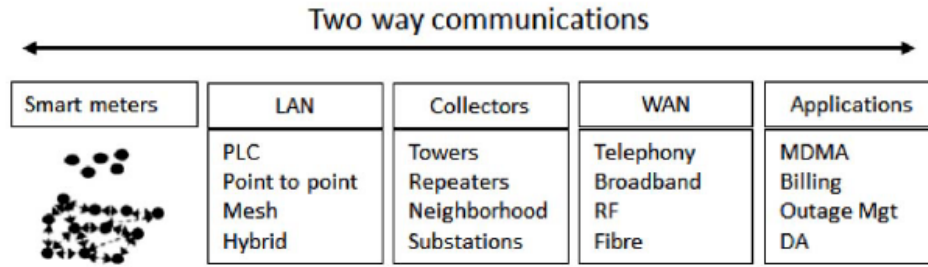 Two way communications
Smart meters
LAN
PLC
Point to point
Mesh
Hybrid
Collectors
Towers
Repeaters
Neighborhood
Substations
WAN
Telephony
Broadband
RF
Fibre
Applications
MDMA
Billing
Outage Mgt
DA